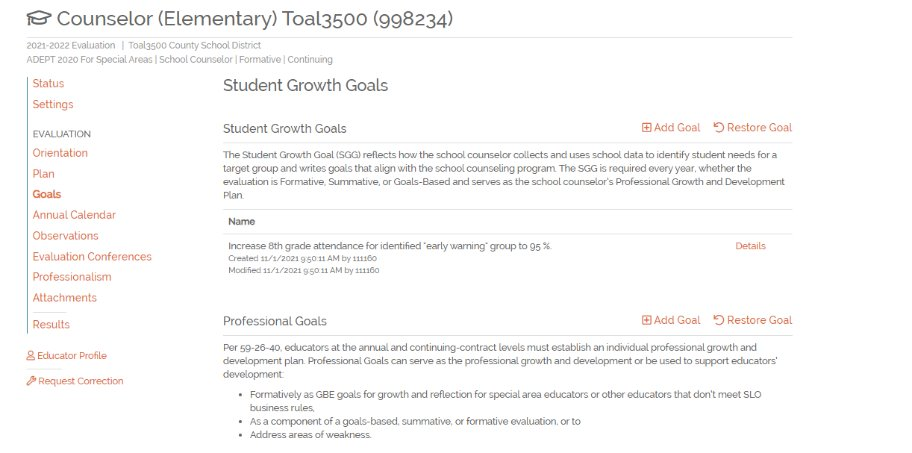 Counselor (Elementary) Toal3500 (998234)
2021-2022 Evaluation | Toal3500 County School District
ADEPT 2020 For Special Areas | School Counselor | Formative | Continuing
Status
Settings
EVALUATION
Orientation
Plan
Goals
Annual Calendar
Observations
Evaluation Conferences
Professionalism
Attachments
Results
Educator Profile
Request Correction
Student Growth Goals
Student Growth Goals
Add Goal Restore Goal
The Student Growth Goal (SGG) reflects how the school counselor collects and uses school data to identify student needs for a
target group and writes goals that align with the school counseling program. The SGG is required every year, whether the
evaluation is Formative, Summative, or Goals-Based and serves as the school counselor's Professional Growth and Development
Plan.
Name
Increase 8th grade attendance for identified "early warning" group to 95 %. Details
Created 11/1/2021 9:50:11 AM by 111160
Modified 11/1/2021 9:50:11 AM by 111160
Professional Goals
Add Goal Restore Goal
Per 59-26-40, educators at the annual and continuing-contract levels must establish an individual professional growth and
development plan. Professional Goals can serve as the professional growth and development or be used to support educators'
development:
• Formatively as GBE goals for growth and reflection for special area educators or other educators that don't meet SLO
business rules,
• As a component of a goals-based, summative, or formative evaluation, or to
• Address areas of weakness.